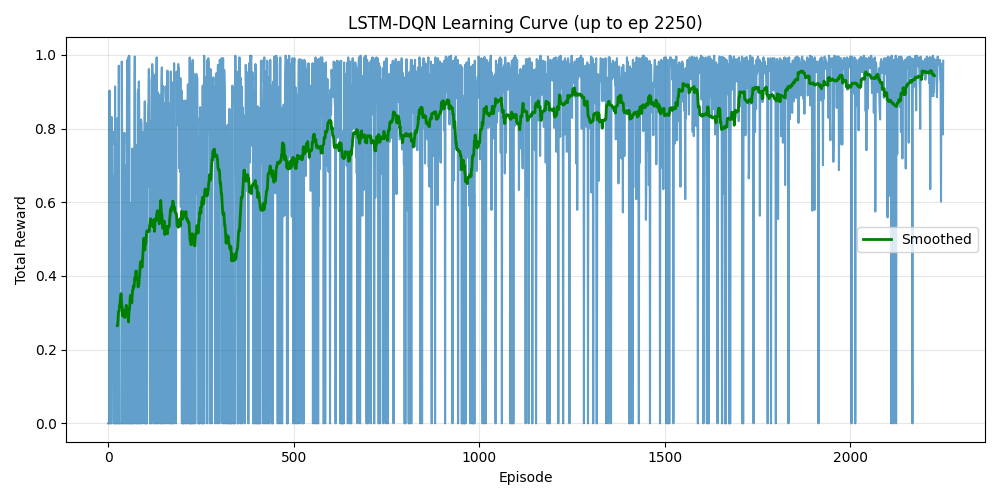 LSTM-DQN Learning Curve (up to ep 2250)
Total Reward
1.0
0.8
0.6
0.4
0.2
0.0
Smoothed
0 500 1000 1500 2000
Episode